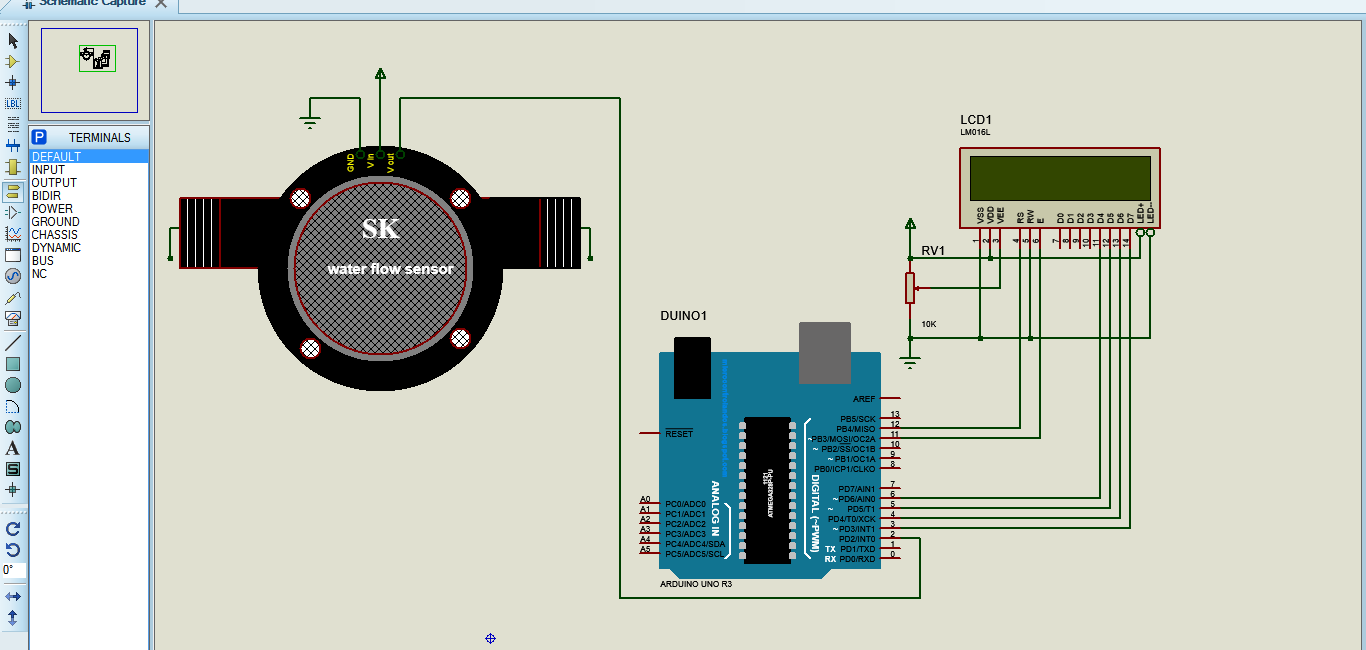 Schematic Capture
LBL
P TERMINALS
DEFAULT
INPUT
OUTPUT
BIDIR
POWER
GROUND
CHASSIS
DYNAMIC
BUS
NC
A
S
0°
GND
V in
V out
SK
water flow sensor
LCD1
LM016L
VSS
VDD
VEE
RS
RW
E
D0
D1
D2
D3
D4
D5
D6
D7
LED+
LED-
1
2
3
4
5
6
7
8
9
10
11
12
13
14
RV1
10K
DUINO1
AREF
PB5/SCK 13
PB4/MISO 12
~PB3/MOSI/OC2A 11
~ PB2/SS/OC1B 10
~ PB1/OC1A 9
PB0/ICP1/CLKO 8
PD7/AIN1 7
~ PD6/AIN0 6
~ PD5/T1 5
PD4/T0/XCK 4
~ PD3/INT1 3
PD2/INT0 2
TX PD1/TXD 1
RX PD0/RXD 0
RESET
A0 PC0/ADC0
A1 PC1/ADC1
A2 PC2/ADC2
A3 PC3/ADC3
A4 PC4/ADC4/SDA
A5 PC5/ADC5/SCL
ANALOG IN
1121
ATMEGA328P-PU
DIGITAL (~PWM)
ARDUINO UNO R3